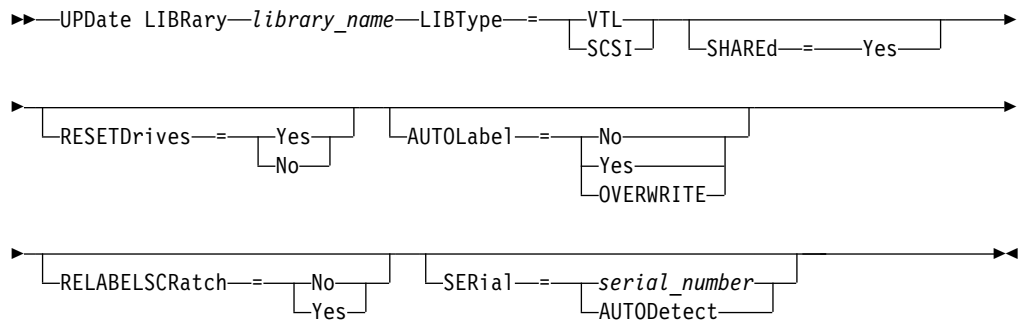 UPDate LIBRary library_name LIBType = VTL
SCSI SHAREd = Yes
RESETDrives = Yes
No
AUTOLabel = No
Yes
OVERWRITE
RELABELSCRatch = No
Yes
SERial = serial_number
AUTODetect